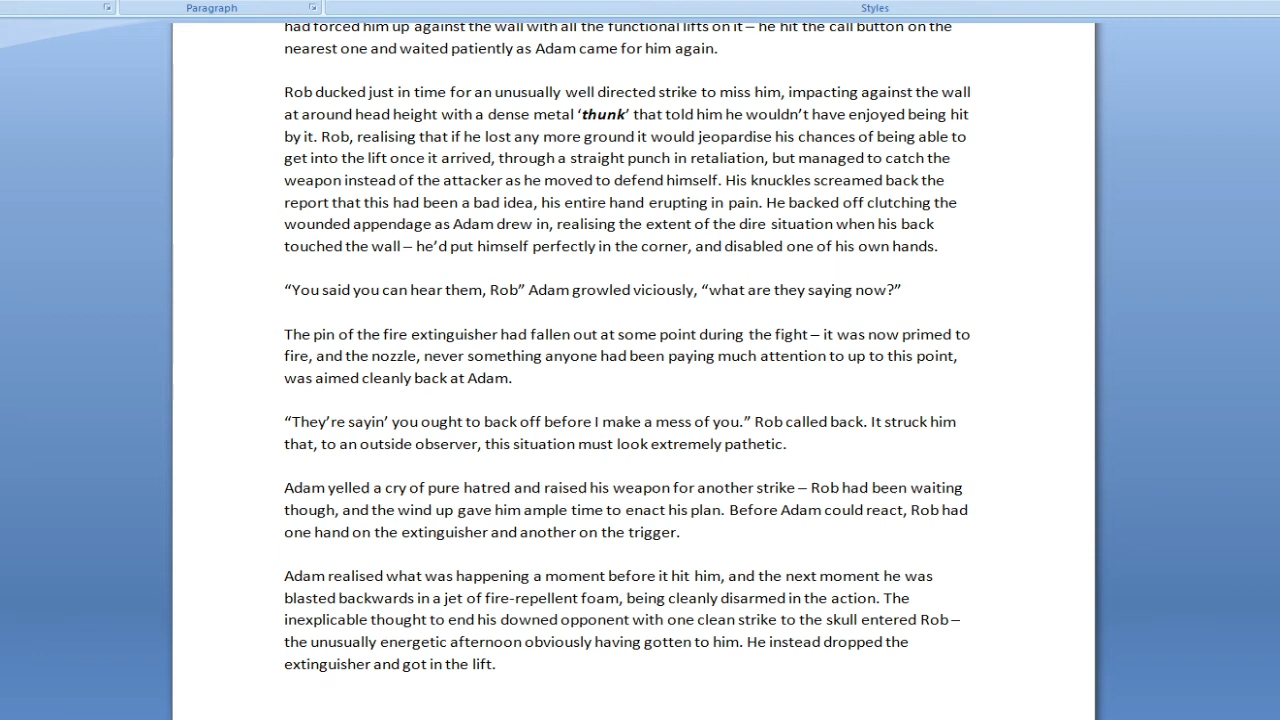 Paragraph
Styles
had forced him up against the wall with all the functional lifts on it – he hit the call button on the
nearest one and waited patiently as Adam came for him again.
Rob ducked just in time for an unusually well directed strike to miss him, impacting against the wall
at around head height with a dense metal ‘thunk’ that told him he wouldn’t have enjoyed being hit
by it. Rob, realising that if he lost any more ground it would jeopardise his chances of being able to
get into the lift once it arrived, through a straight punch in retaliation, but managed to catch the
weapon instead of the attacker as he moved to defend himself. His knuckles screamed back the
report that this had been a bad idea, his entire hand erupting in pain. He backed off clutching the
wounded appendage as Adam drew in, realising the extent of the dire situation when his back
touched the wall – he’d put himself perfectly in the corner, and disabled one of his own hands.
“You said you can hear them, Rob” Adam growled viciously, “what are they saying now?”
The pin of the fire extinguisher had fallen out at some point during the fight – it was now primed to
fire, and the nozzle, never something anyone had been paying much attention to up to this point,
was aimed cleanly back at Adam.
“They’re sayin’ you ought to back off before I make a mess of you.” Rob called back. It struck him
that, to an outside observer, this situation must look extremely pathetic.
Adam yelled a cry of pure hatred and raised his weapon for another strike – Rob had been waiting
though, and the wind up gave him ample time to enact his plan. Before Adam could react, Rob had
one hand on the extinguisher and another on the trigger.
Adam realised what was happening a moment before it hit him, and the next moment he was
blasted backwards in a jet of fire-repellent foam, being cleanly disarmed in the action. The
inexplicable thought to end his downed opponent with one clean strike to the skull entered Rob –
the unusually energetic afternoon obviously having gotten to him. He instead dropped the
extinguisher and got in the lift.